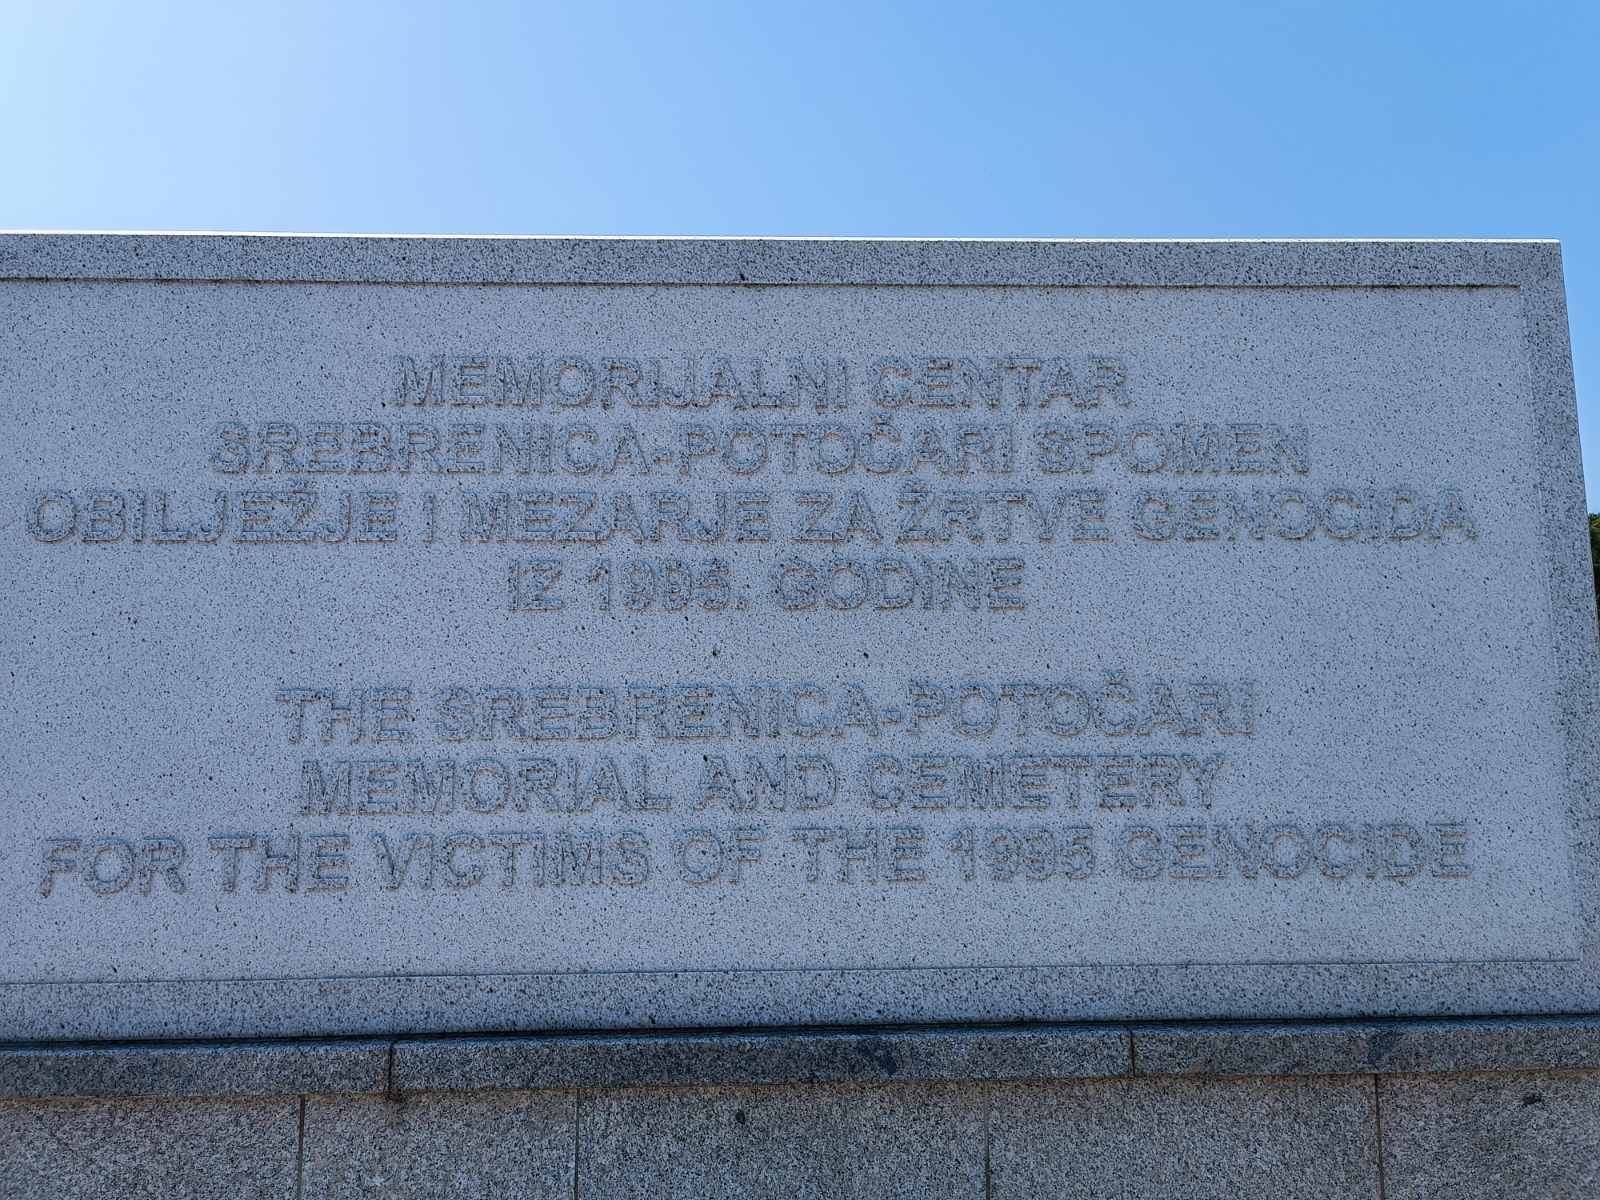 MEMORIJALNI CENTAR
SREBRENICA-POTOČARI SPOMEN
OBILJEŽJE I MEZARJE ZA ŽRTVE GENOCIDA
IZ 1995. GODINE
THE SREBRENICA-POTOČARI
MEMORIAL AND CEMETERY
FOR THE VICTIMS OF THE 1995 GENOCIDE